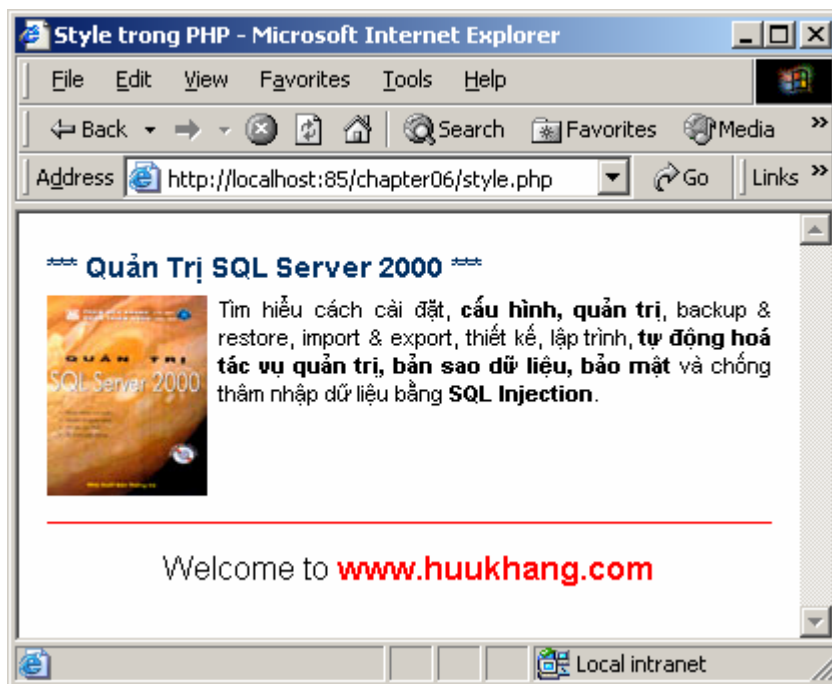 Style trong PHP - Microsoft Internet Explorer
File Edit View Favorites Tools Help
Back Search Favorites Media »
Address http://localhost:85/chapter06/style.php Go Links »
*** Quản Trị SQL Server 2000 ***
Tìm hiểu cách cài đặt, cấu hình, quản trị, backup &
restore, import & export, thiết kế, lập trình, tự động hoá
tác vụ quản trị, bản sao dữ liệu, bảo mật và chống
thâm nhập dữ liệu bằng SQL Injection.
QUẢN TRỊ
SQL Server 2000
Welcome to www.huukhang.com
Local intranet